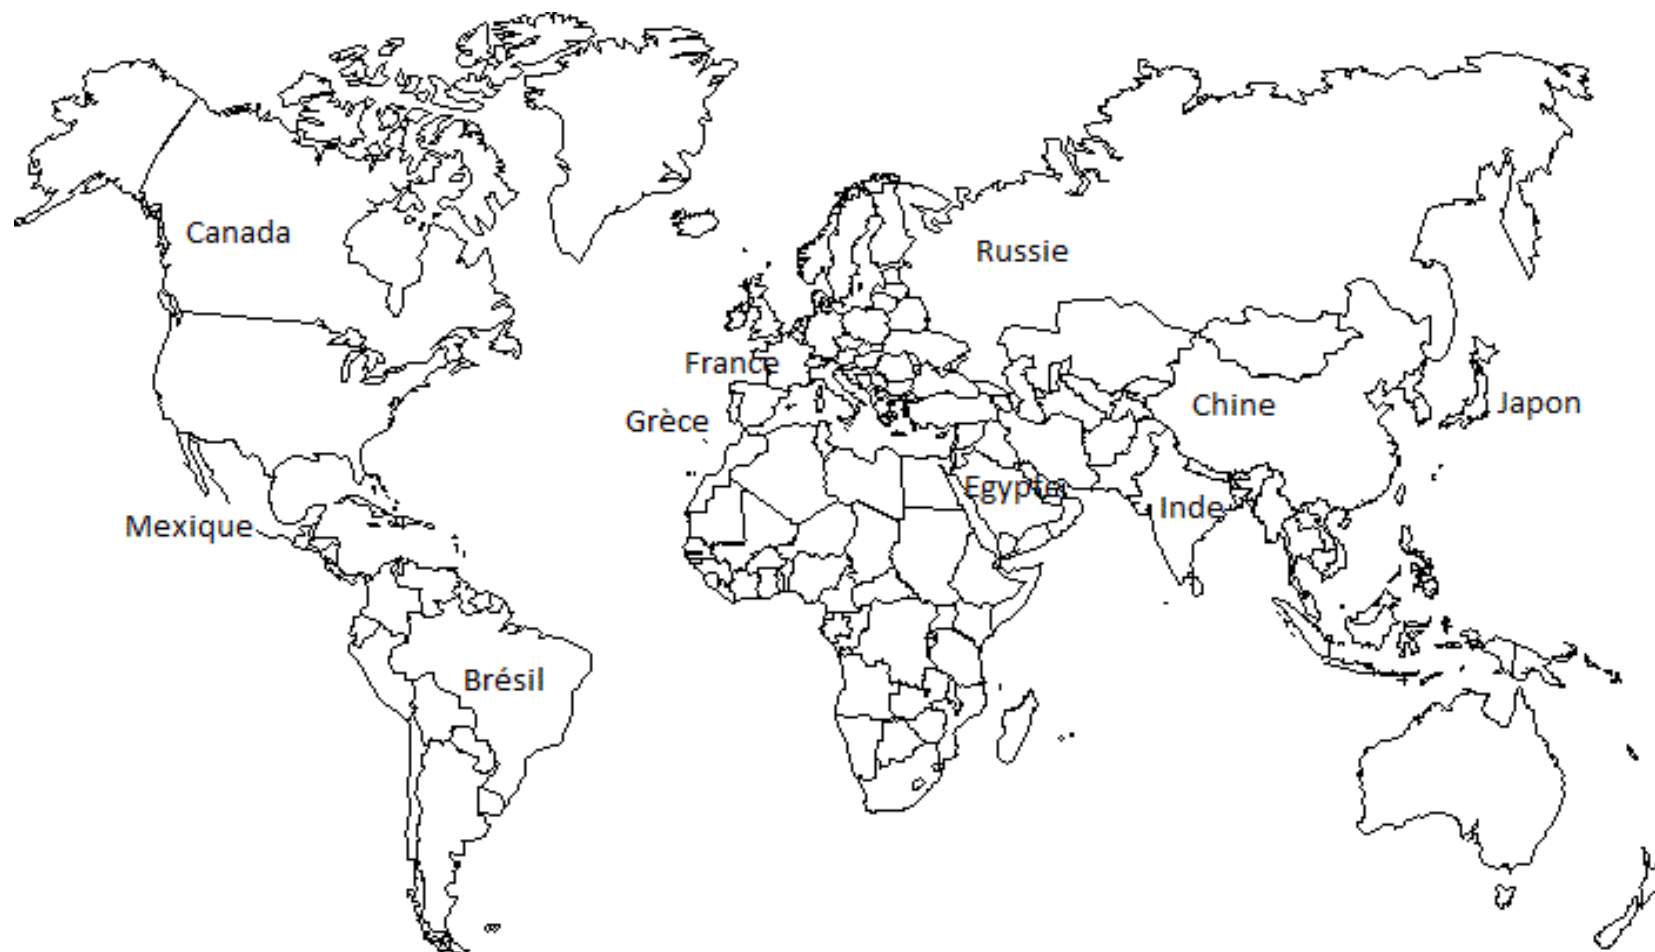 Canada
Russie
France
Chine
Japon
Grèce
Egypte
Inde
Mexique
Brésil